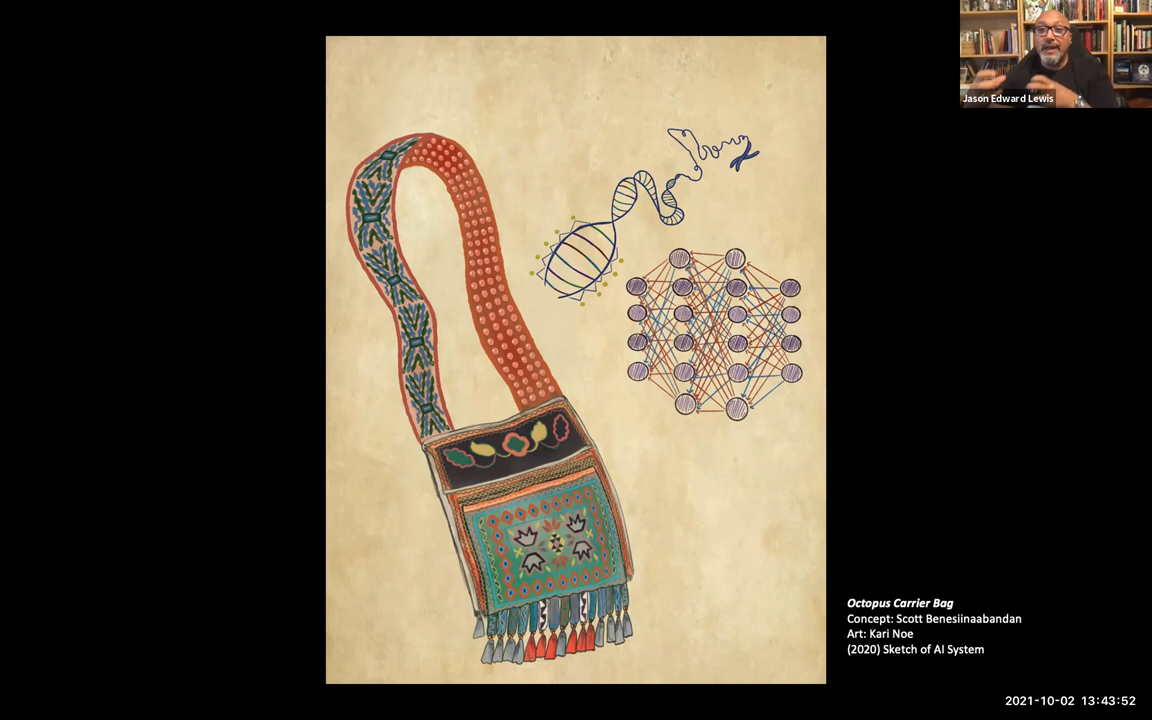 Jason Edward Lewis
Octopus Carrier Bag
Concept: Scott Benesiinaabandan
Art: Kari Noe
(2020) Sketch of AI System
2021-10-02 13:43:52